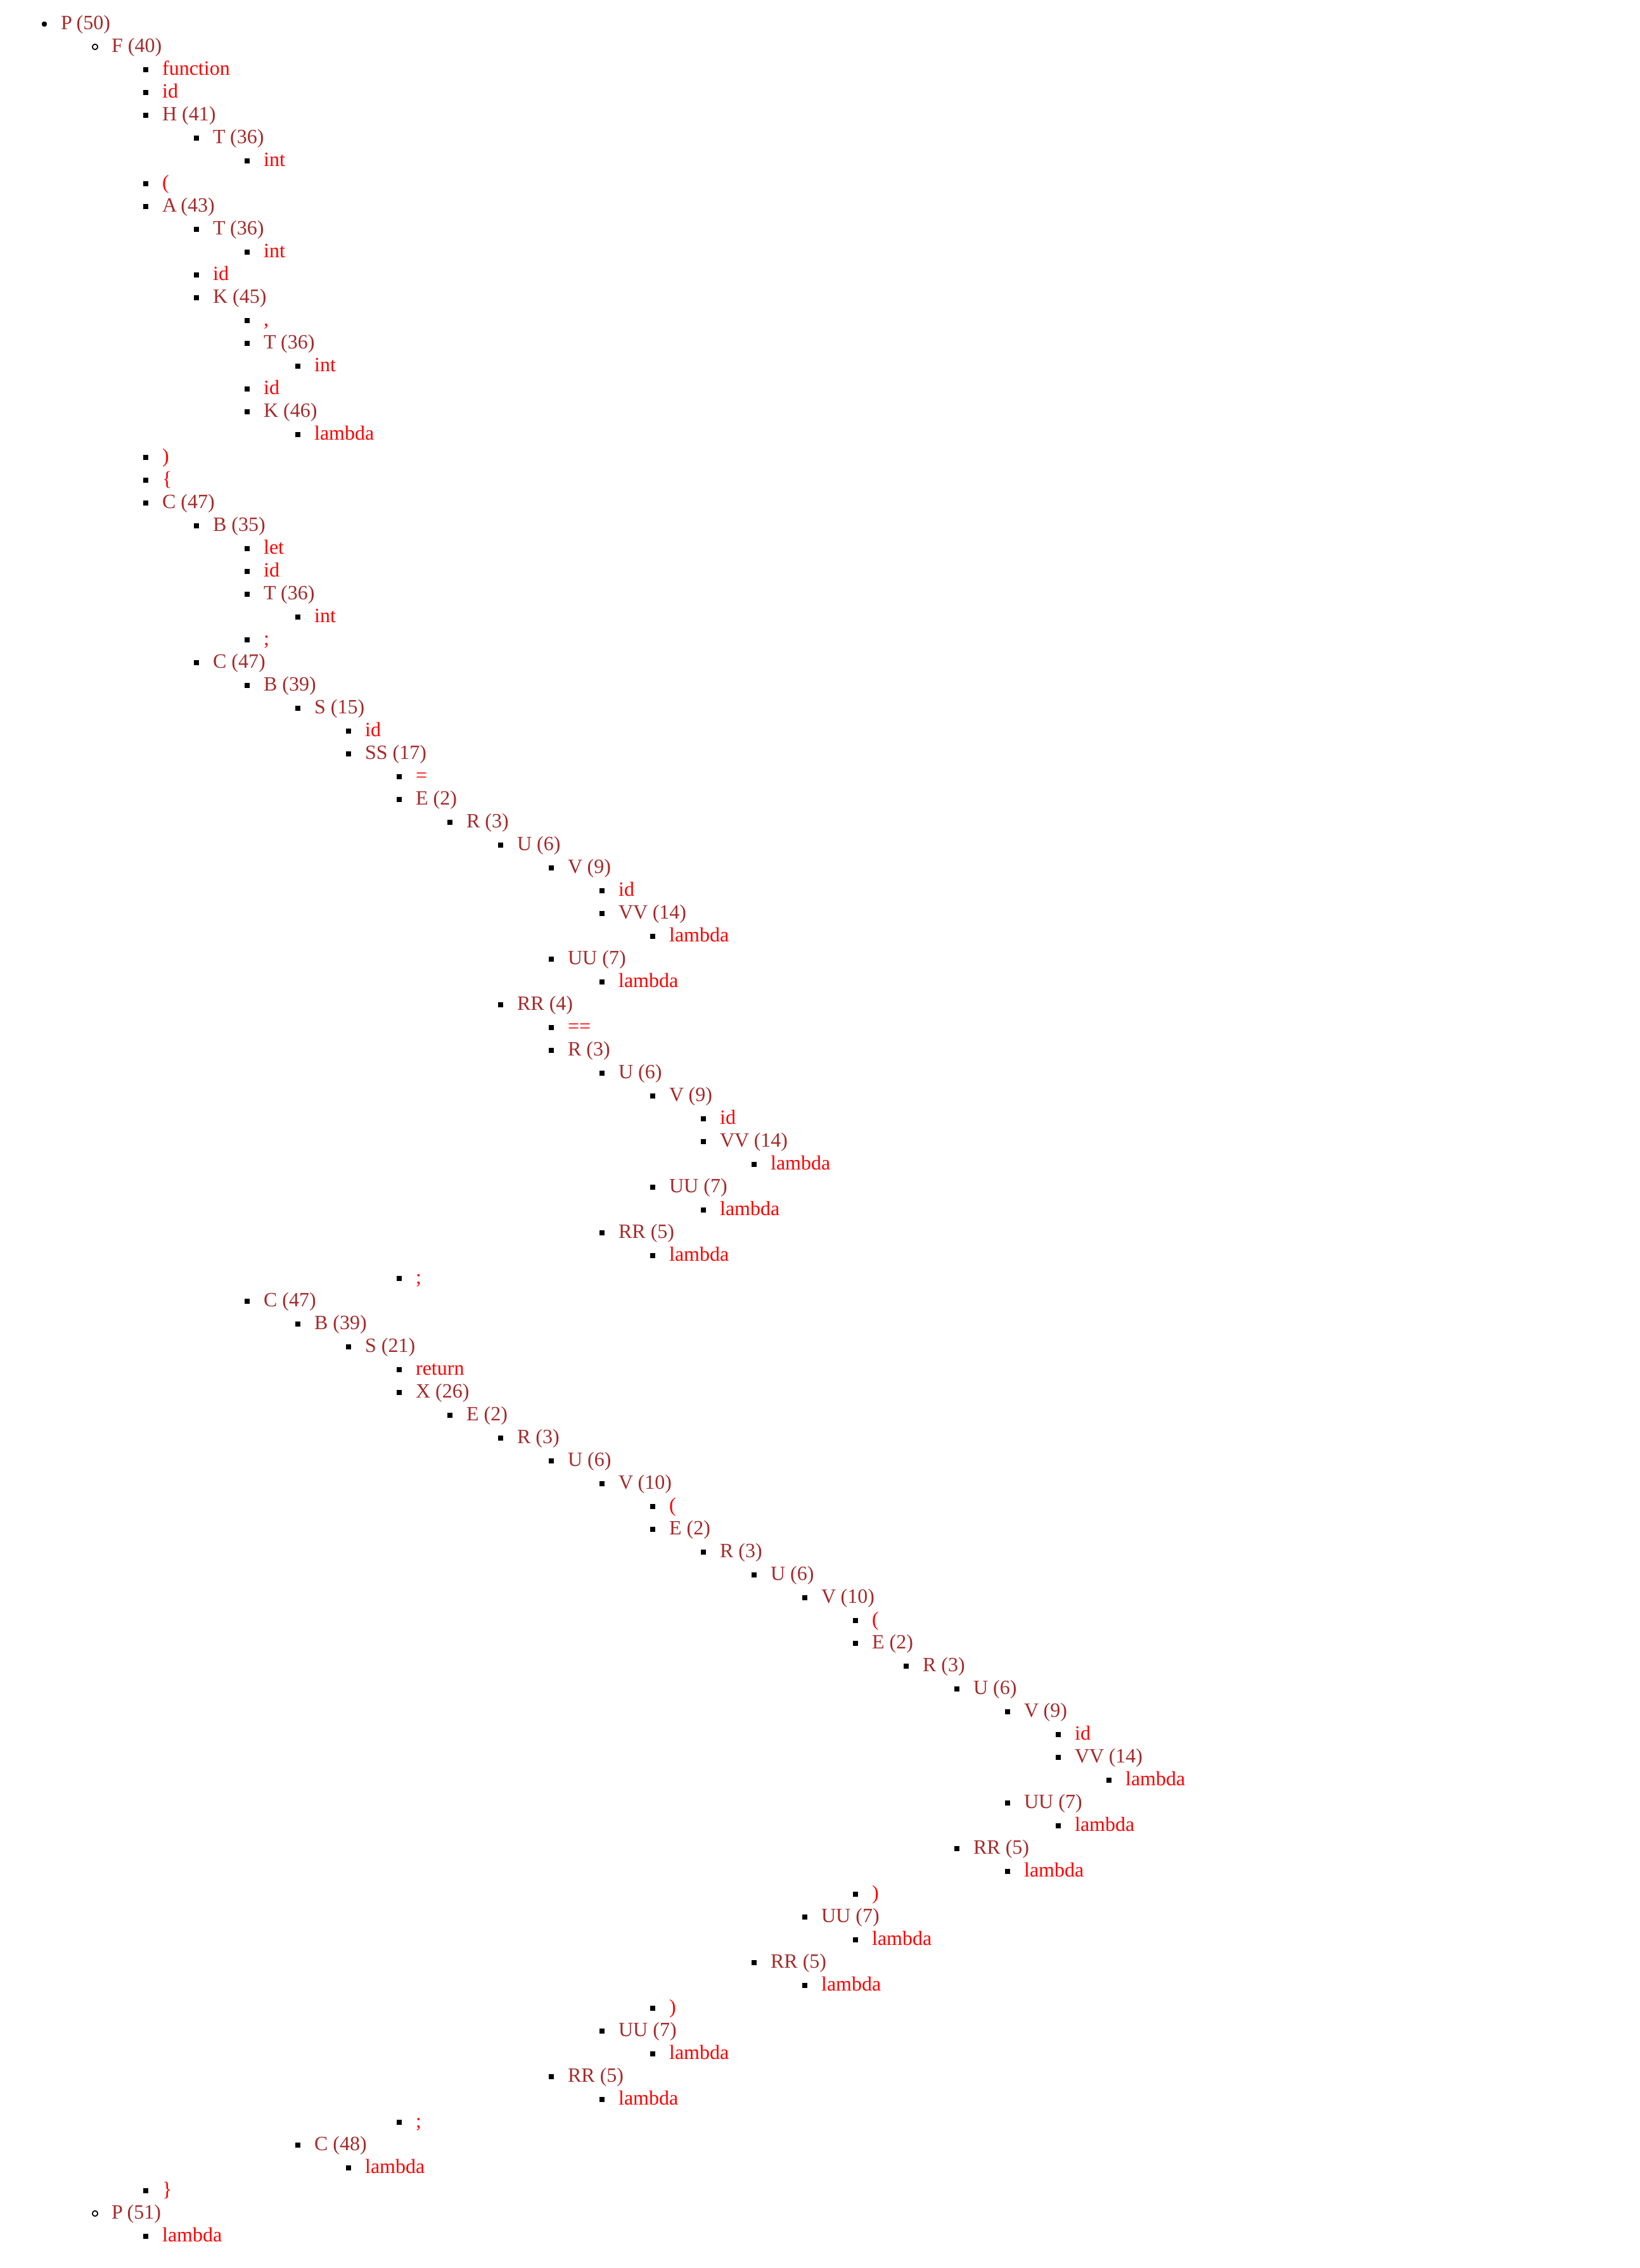 P (50)
F (40)
function
id
H (41)
T (36)
int
(
A (43)
T (36)
int
id
K (45)
,
T (36)
int
id
K (46)
lambda
)
{
C (47)
B (35)
let
id
T (36)
int
;
C (47)
B (39)
S (15)
id
SS (17)
=
E (2)
R (3)
U (6)
V (9)
id
VV (14)
lambda
UU (7)
lambda
RR (4)
==
R (3)
U (6)
V (9)
id
VV (14)
lambda
UU (7)
lambda
RR (5)
lambda
;
C (47)
B (39)
S (21)
return
X (26)
E (2)
R (3)
U (6)
V (10)
(
E (2)
R (3)
U (6)
V (10)
(
E (2)
R (3)
U (6)
V (9)
id
VV (14)
lambda
UU (7)
lambda
RR (5)
lambda
)
UU (7)
lambda
RR (5)
lambda
)
UU (7)
lambda
RR (5)
lambda
;
C (48)
lambda
}
P (51)
lambda